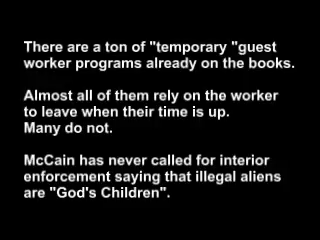 There are a ton of "temporary "guest
worker programs already on the books.
Almost all of them rely on the worker
to leave when their time is up.
Many do not.
McCain has never called for interior
enforcement saying that illegal aliens
are "God's Children".